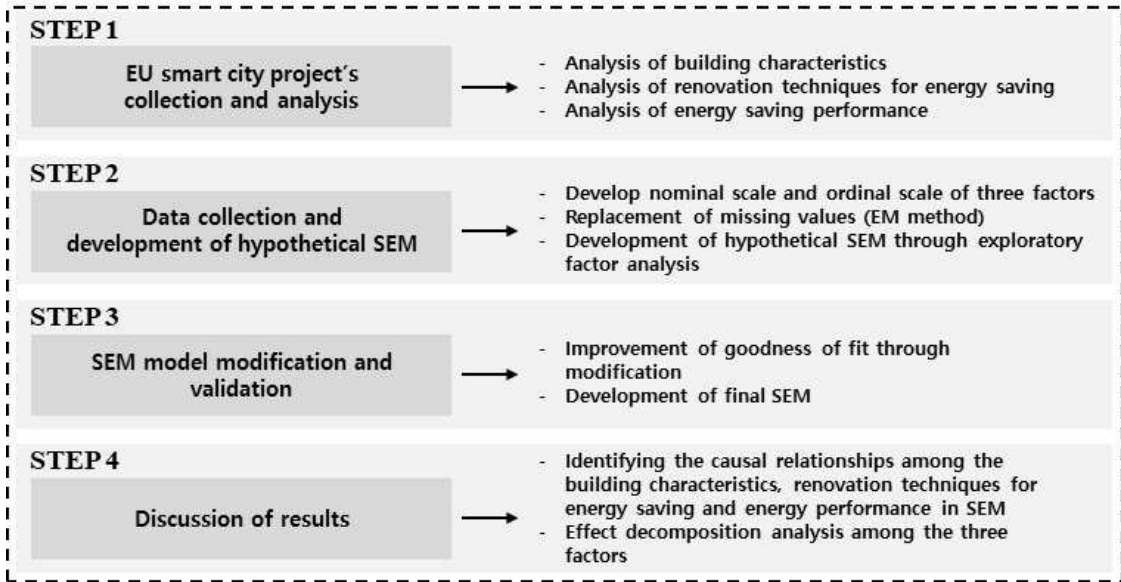 STEP 1
EU smart city project's
collection and analysis
- Analysis of building characteristics
- Analysis of renovation techniques for energy saving
- Analysis of energy saving performance
STEP 2
Data collection and
development of hypothetical SEM
- Develop nominal scale and ordinal scale of three factors
- Replacement of missing values (EM method)
- Development of hypothetical SEM through exploratory
factor analysis
STEP 3
SEM model modification and
validation
- Improvement of goodness of fit through
modification
- Development of final SEM
STEP 4
Discussion of results
- Identifying the causal relationships among the
building characteristics, renovation techniques for
energy saving and energy performance in SEM
- Effect decomposition analysis among the three
factors